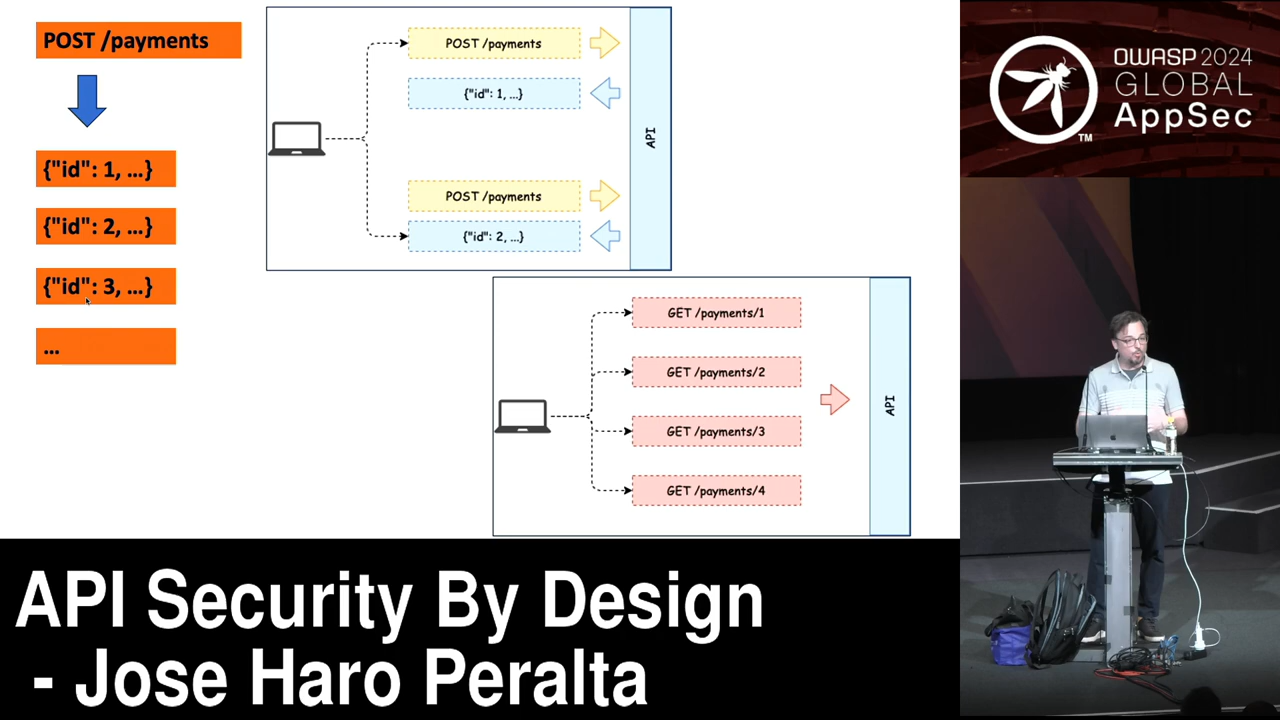 POST /payments
{"id": 1, ...}
{"id": 2, ...}
{"id": 3, ...}
...
POST /payments
{"id": 1, ...}
POST /payments
{"id": 2, ...}
API
GET /payments/1
GET /payments/2
GET /payments/3
GET /payments/4
API
OWASP 2024
GLOBAL
AppSec
TM
API Security By Design
- Jose Haro Peralta